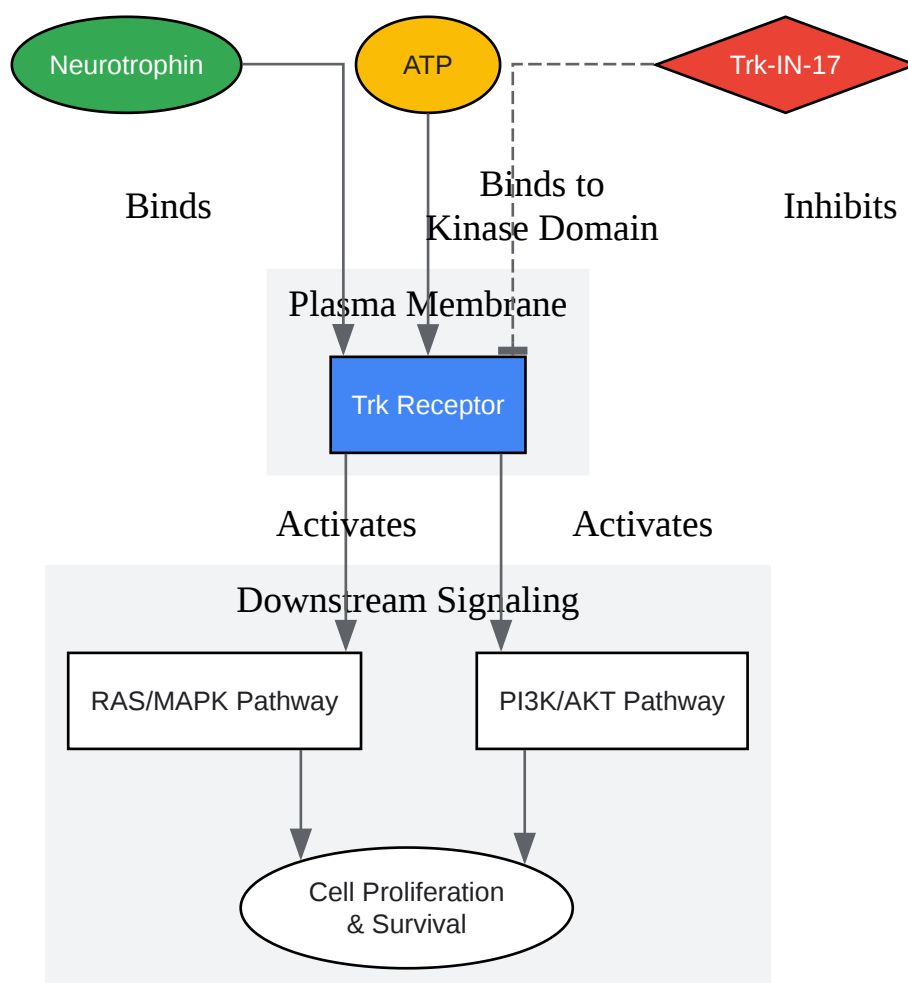 Neurotrophin
ATP
Trk-IN-17
Binds
Binds to
Kinase Domain
Inhibits
Plasma Membrane
Trk Receptor
Activates
Activates
Downstream Signaling
RAS/MAPK Pathway
PI3K/AKT Pathway
Cell Proliferation
& Survival